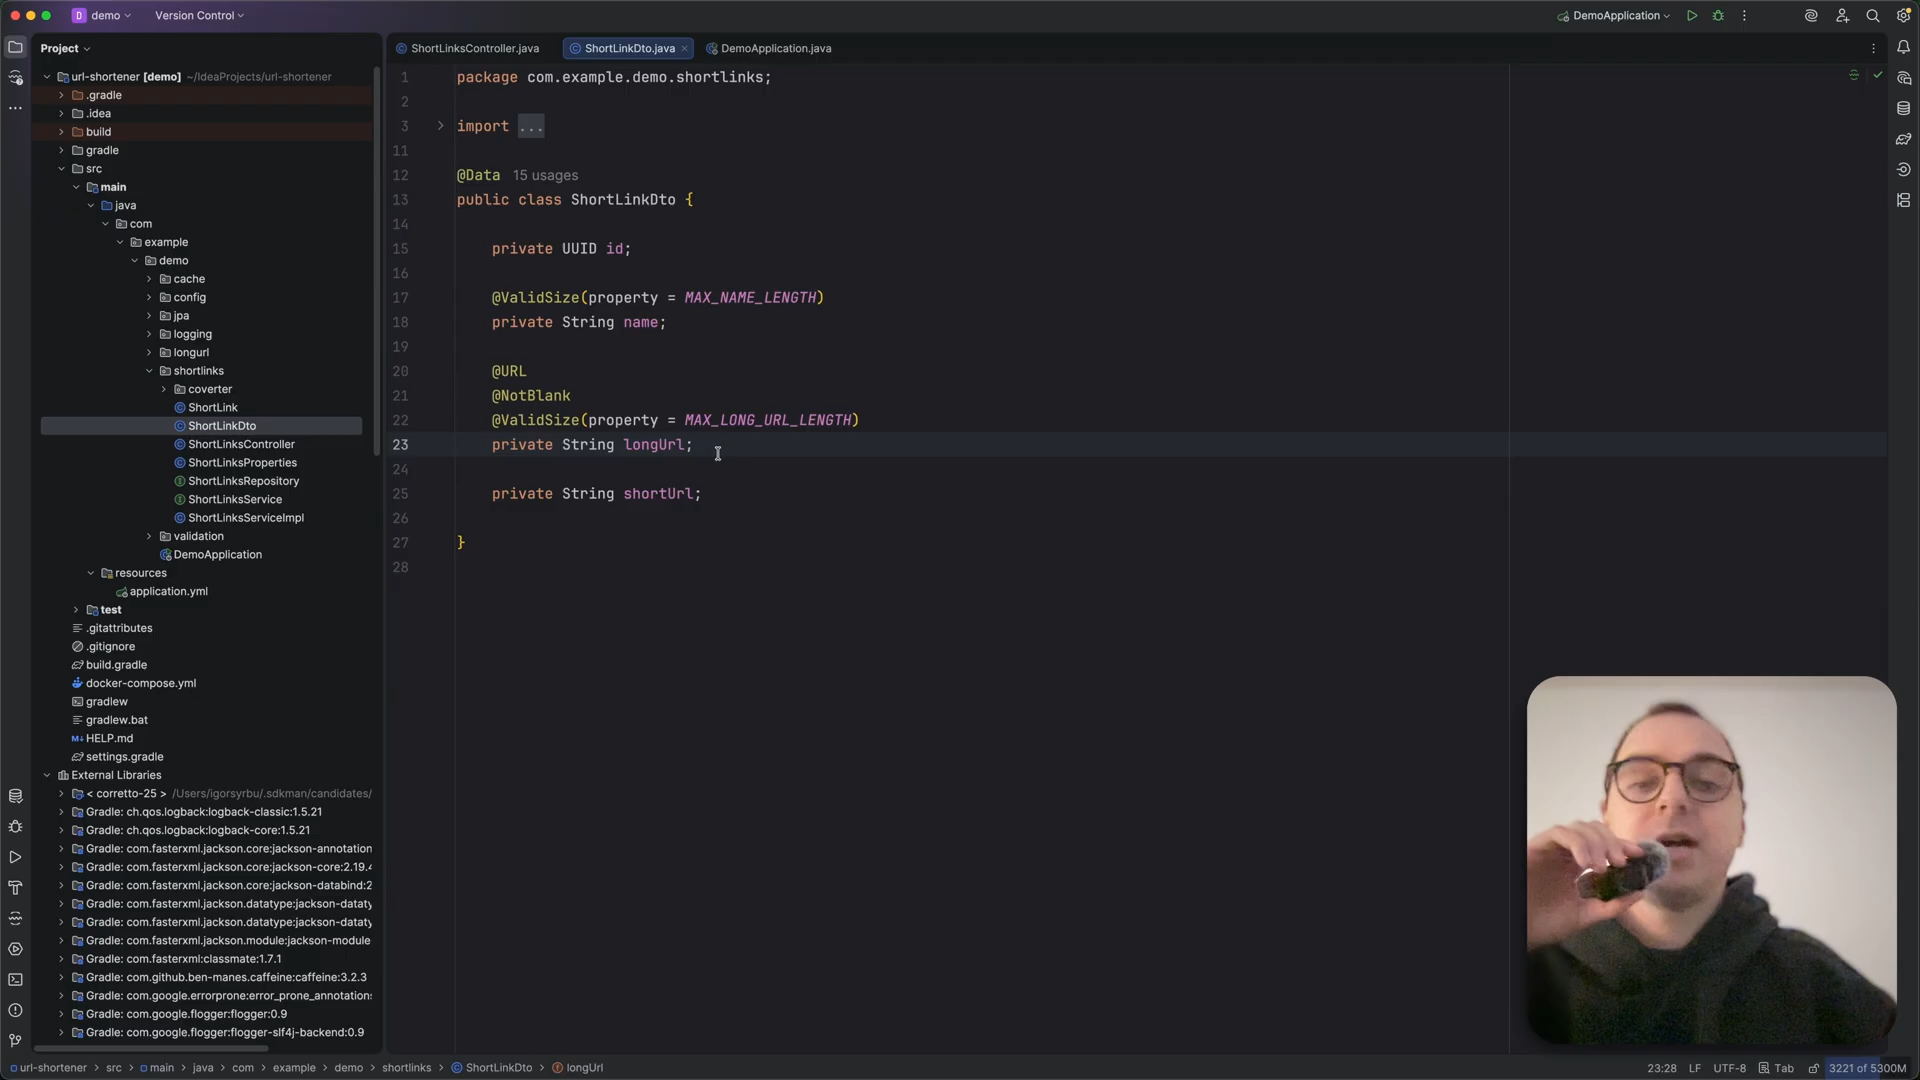 D demo
Version Control
DemoApplication
Project
ShortLinksController.java
ShortLinkDto.java
DemoApplication.java
url-shortener [demo] ~/IdeaProjects/url-shortener
.gradle
.idea
build
gradle
src
main
java
com
example
demo
cache
config
jpa
logging
longurl
shortlinks
coverter
ShortLink
ShortLinkDto
ShortLinksController
ShortLinksProperties
ShortLinksRepository
ShortLinksService
ShortLinksServiceImpl
validation
DemoApplication
resources
application.yml
test
.gitattributes
.gitignore
build.gradle
docker-compose.yml
gradlew
gradlew.bat
HELP.md
settings.gradle
External Libraries
< corretto-25 > /Users/igorsyrbu/.sdkman/candidates/
Gradle: ch.qos.logback:logback-classic:1.5.21
Gradle: ch.qos.logback:logback-core:1.5.21
Gradle: com.fasterxml.jackson.core:jackson-annotation
Gradle: com.fasterxml.jackson.core:jackson-core:2.19.4
Gradle: com.fasterxml.jackson.core:jackson-databind:2
Gradle: com.fasterxml.jackson.datatype:jackson-dataty
Gradle: com.fasterxml.jackson.datatype:jackson-dataty
Gradle: com.fasterxml.jackson.module:jackson-module
Gradle: com.fasterxml:classmate:1.7.1
Gradle: com.github.ben-manes.caffeine:caffeine:3.2.3
Gradle: com.google.errorprone:error_prone_annotations
Gradle: com.google.flogger:flogger:0.9
Gradle: com.google.flogger:flogger-slf4j-backend:0.9
1 package com.example.demo.shortlinks;
2
3 import ...
11
12 @Data 15 usages
13 public class ShortLinkDto {
14
15 private UUID id;
16
17 @ValidSize(property = MAX_NAME_LENGTH)
18 private String name;
19
20 @URL
21 @NotBlank
22 @ValidSize(property = MAX_LONG_URL_LENGTH)
23 private String longUrl;
24
25 private String shortUrl;
26
27 }
28
url-shortener > src > main > java > com > example > demo > shortlinks > ShortLinkDto > longUrl
23:28 LF UTF-8 Tab 3221 of 5300M